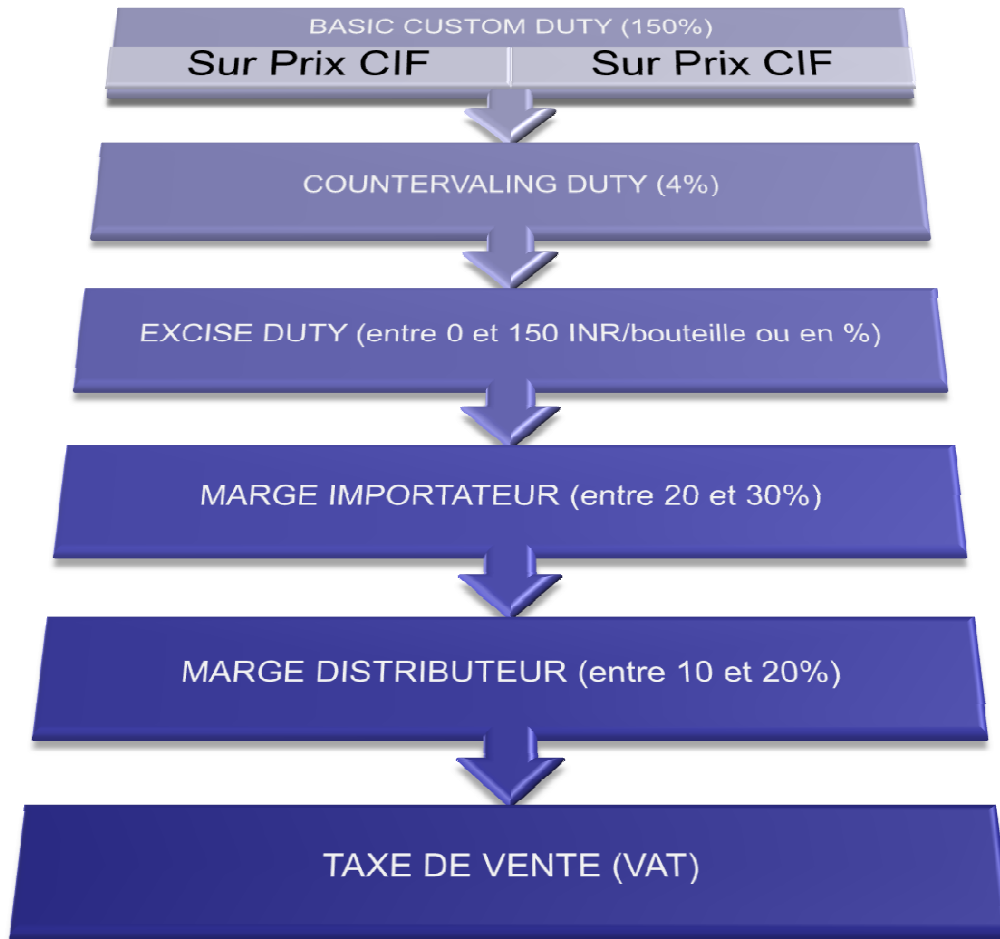 BASIC CUSTOM DUTY (150%)
Sur Prix CIF Sur Prix CIF
COUNTERVALING DUTY (4%)
EXCISE DUTY (entre 0 et 150 INR/bouteille ou en %)
MARGE IMPORTATEUR (entre 20 et 30%)
MARGE DISTRIBUTEUR (entre 10 et 20%)
TAXE DE VENTE (VAT)